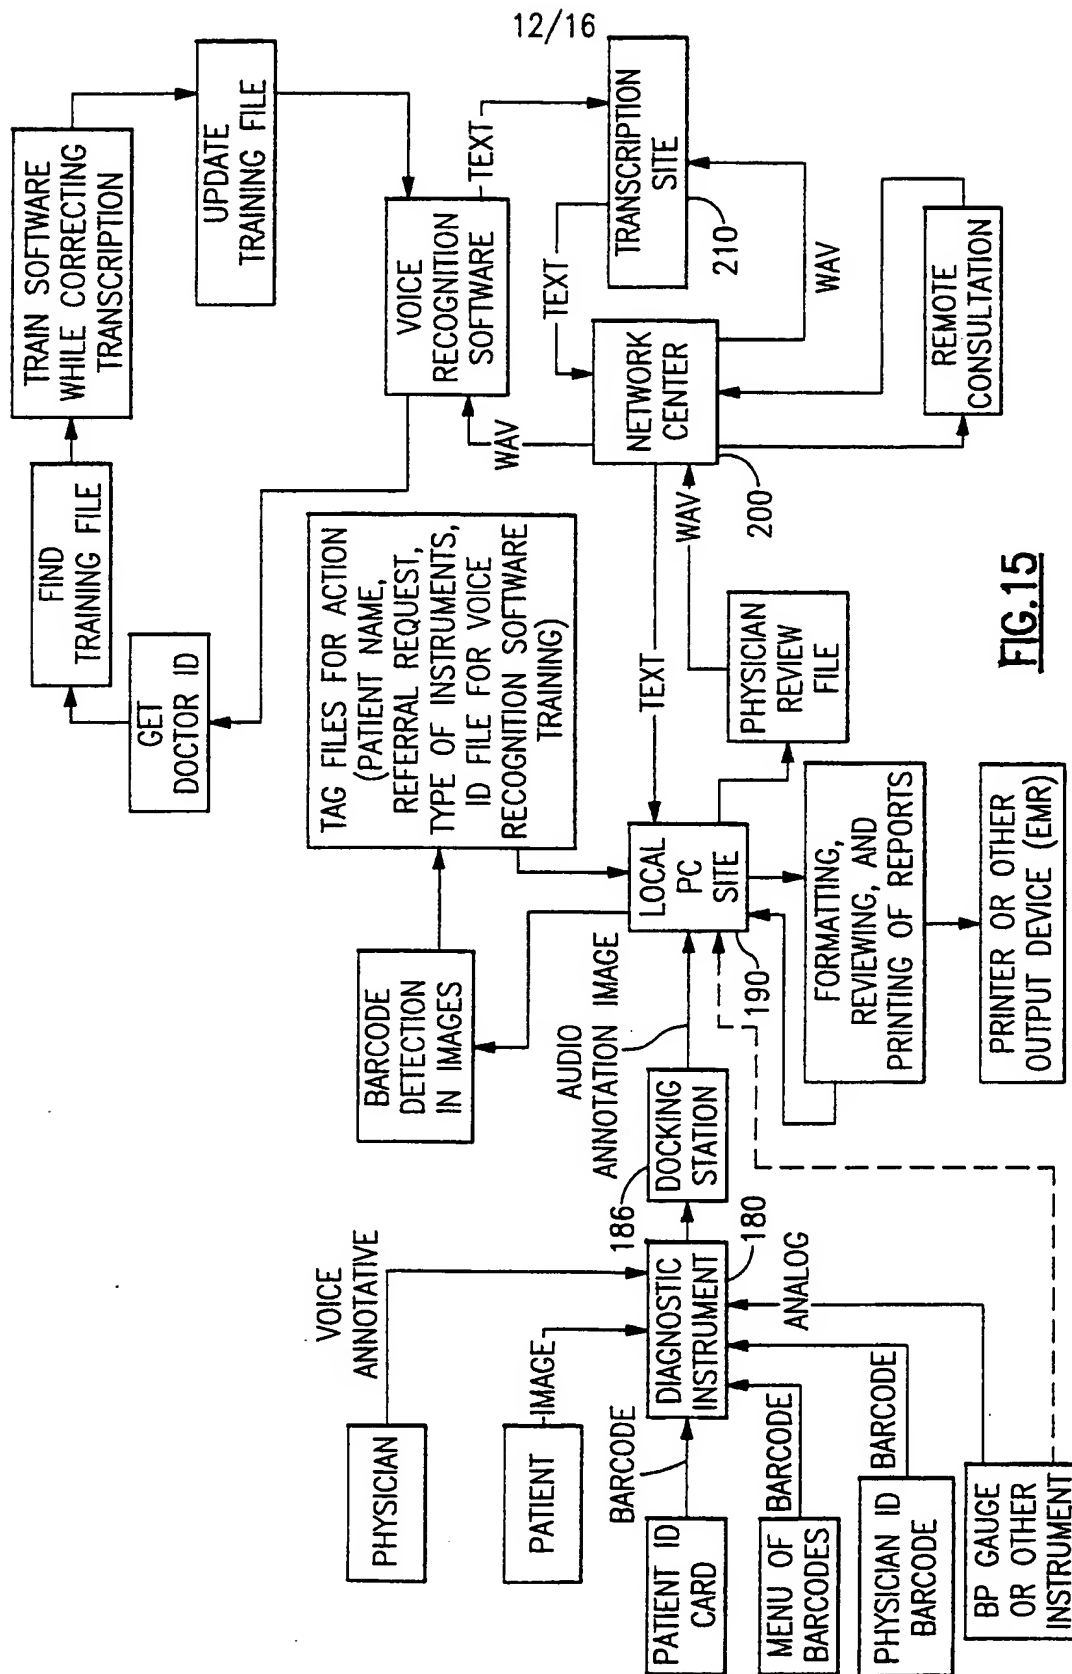 12/16
PHYSICIAN
VOICE
ANNOTATIVE
PATIENT
IMAGE
PATIENT ID
CARD
BARCODE
MENU OF
BARCODES
BARCODE
PHYSICIAN ID
BARCODE
BARCODE
BP GAUGE
OR OTHER
INSTRUMENT
ANALOG
DIAGNOSTIC
INSTRUMENT
180
186
DOCKING
STATION
AUDIO
ANNOTATION IMAGE
BARCODE
DETECTION
IN IMAGES
TAG FILES FOR ACTION
(PATIENT NAME,
REFERRAL REQUEST,
TYPE OF INSTRUMENTS,
ID FILE FOR VOICE
RECOGNITION SOFTWARE
TRAINING)
LOCAL
PC
SITE
190
FORMATTING,
REVIEWING, AND
PRINTING OF REPORTS
PRINTER OR OTHER
OUTPUT DEVICE (EMR)
PHYSICIAN
REVIEW
FILE
TEXT
WAV
NETWORK
CENTER
200
WAV
TEXT
WAV
REMOTE
CONSULTATION
TRANSCRIPTION
SITE
210
TEXT
VOICE
RECOGNITION
SOFTWARE
GET
DOCTOR ID
FIND
TRAINING FILE
TRAIN SOFTWARE
WHILE CORRECTING
TRANSCRIPTION
UPDATE
TRAINING FILE
FIG.15